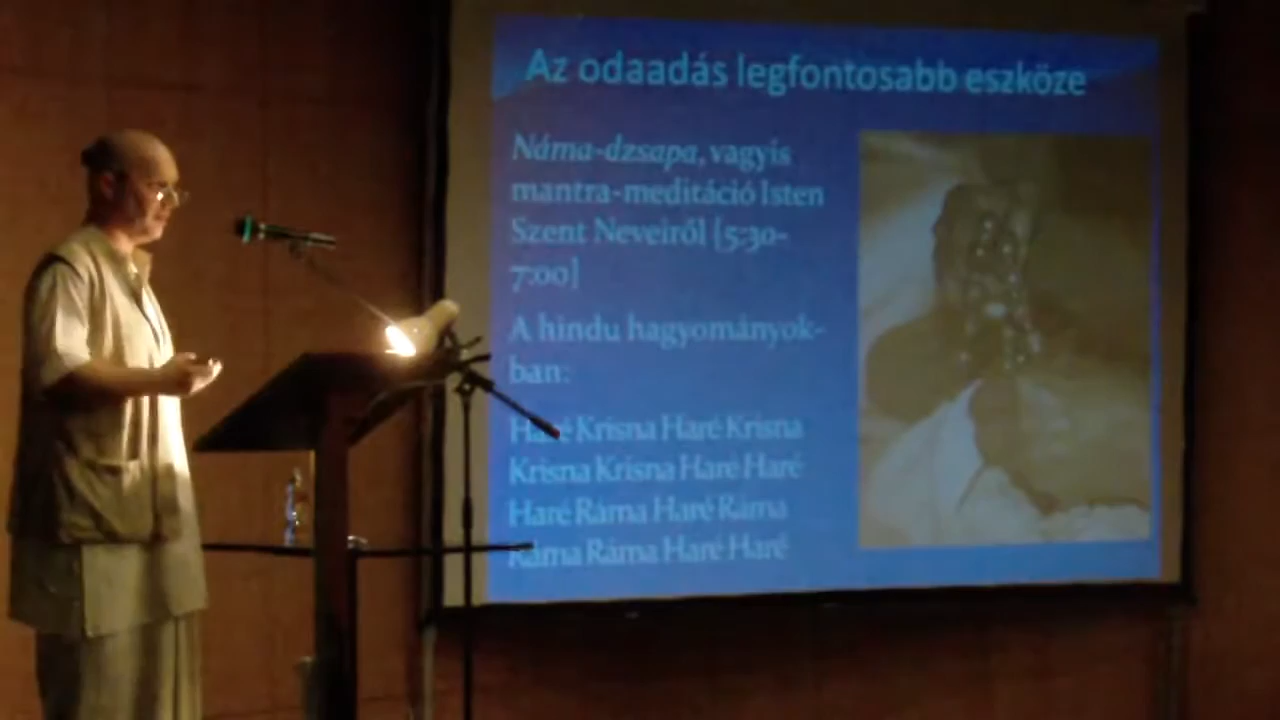 Az odaadás legfontosabb eszköze
Náma-dzsapa, vagyis
mantra-meditáció Isten
Szent Neveiről [5:30-
7:00]
A hindu hagyományok-
ban:
Haré Krisna Haré Krisna
Krisna Krisna Haré Haré
Haré Ráma Haré Ráma
Ráma Ráma Haré Haré